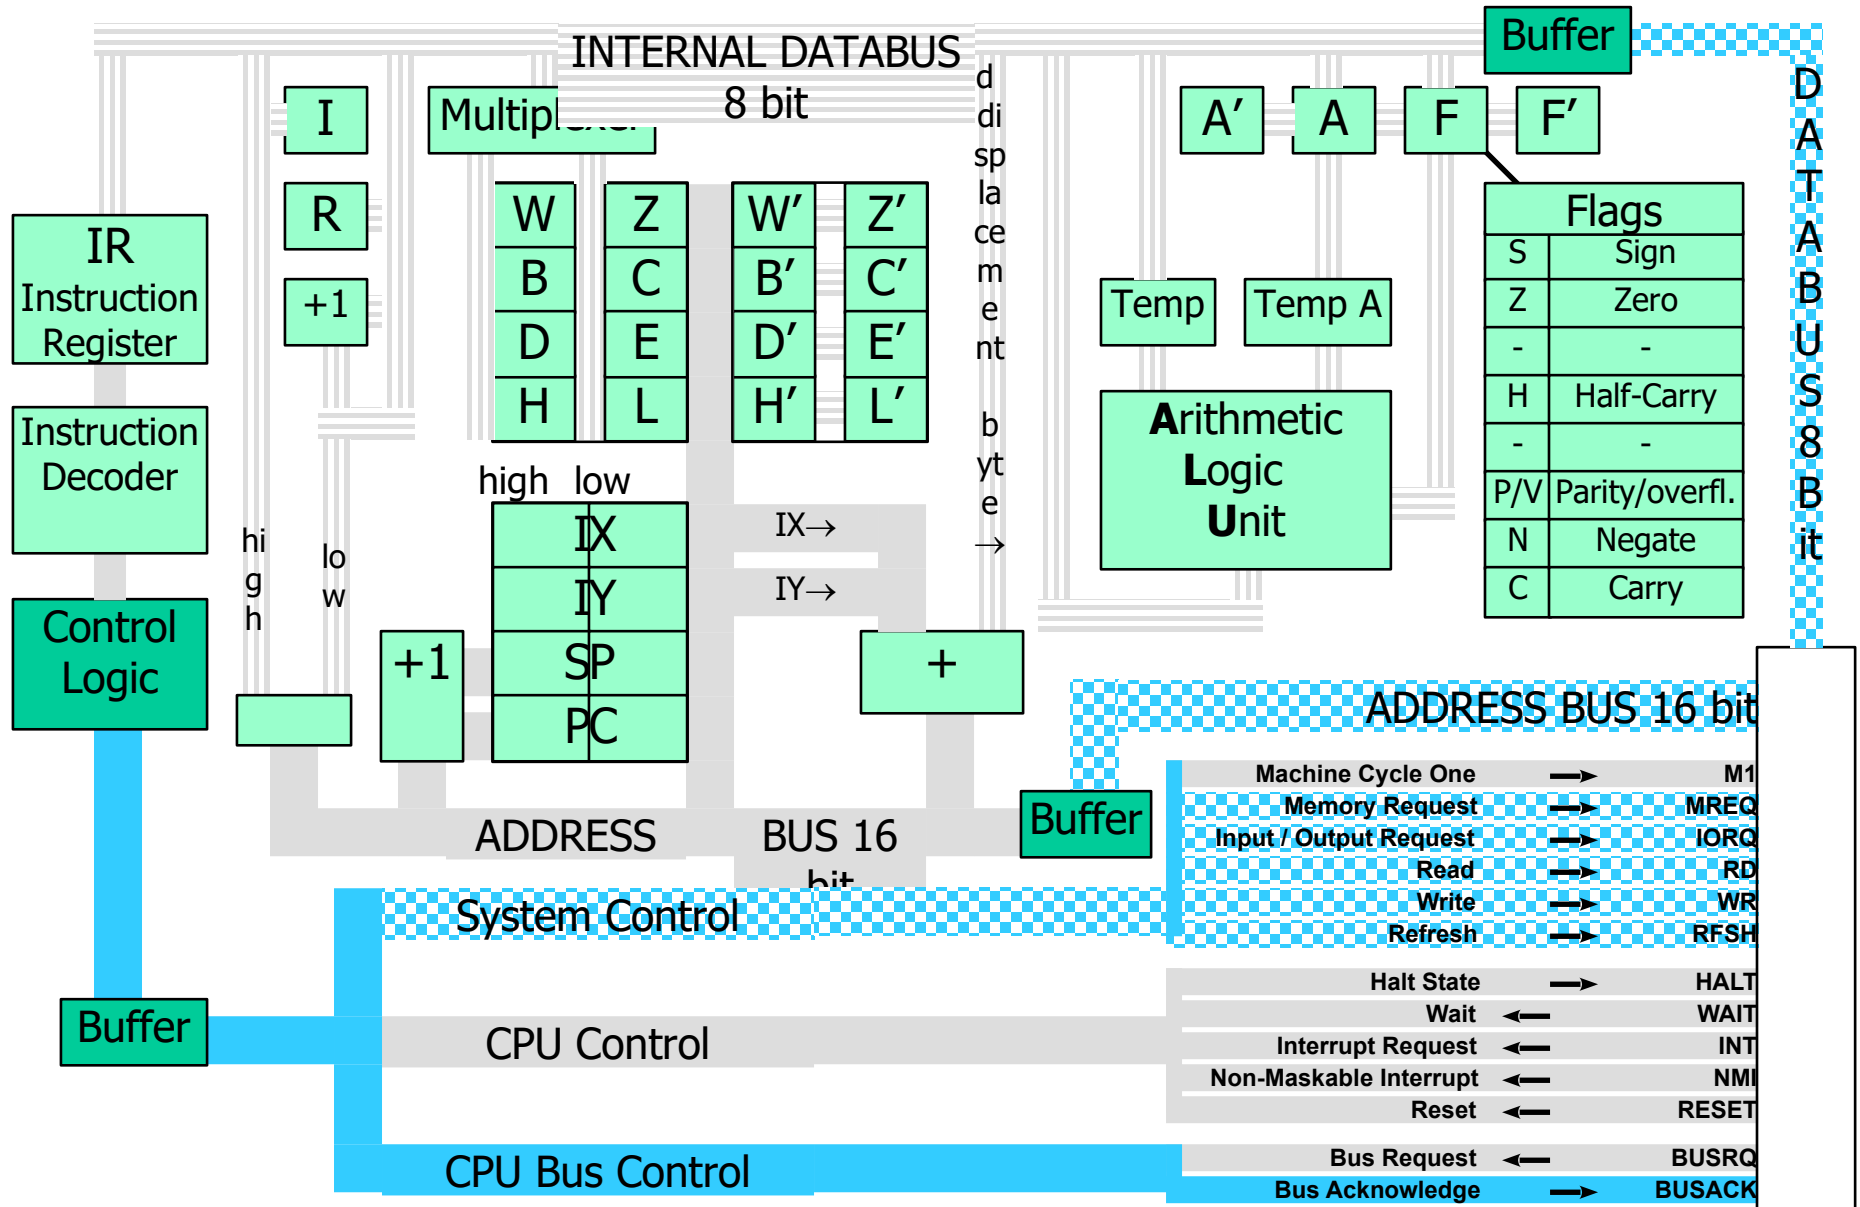 INTERNAL DATABUS
8 bit
Buffer
I
Multiplexer
d
di
sp
la
ce
m
e
nt
b
yt
e
→
A′
A
F
F′
D
A
T
A
B
U
S
8
B
it
R
+1
W
Z
W′
Z′
B
C
B′
C′
D
E
D′
E′
H
L
H′
L′
IR
Instruction
Register
Instruction
Decoder
Control
Logic
hi
g
h
lo
w
high low
IX
IY
SP
PC
+1
IX→
IY→
+
Temp
Temp A
Arithmetic
Logic
Unit
Flags
S Sign
Z Zero
- -
H Half-Carry
- -
P/V Parity/overfl.
N Negate
C Carry
ADDRESS BUS 16 bit
Buffer
ADDRESS BUS 16
bit
Machine Cycle One → M1
Memory Request → MREQ
Input / Output Request → IORQ
Read → RD
Write → WR
Refresh → RFSH
System Control
Halt State → HALT
Wait ← WAIT
Interrupt Request ← INT
Non-Maskable Interrupt ← NMI
Reset ← RESET
Buffer
CPU Control
CPU Bus Control
Bus Request ← BUSRQ
Bus Acknowledge → BUSACK